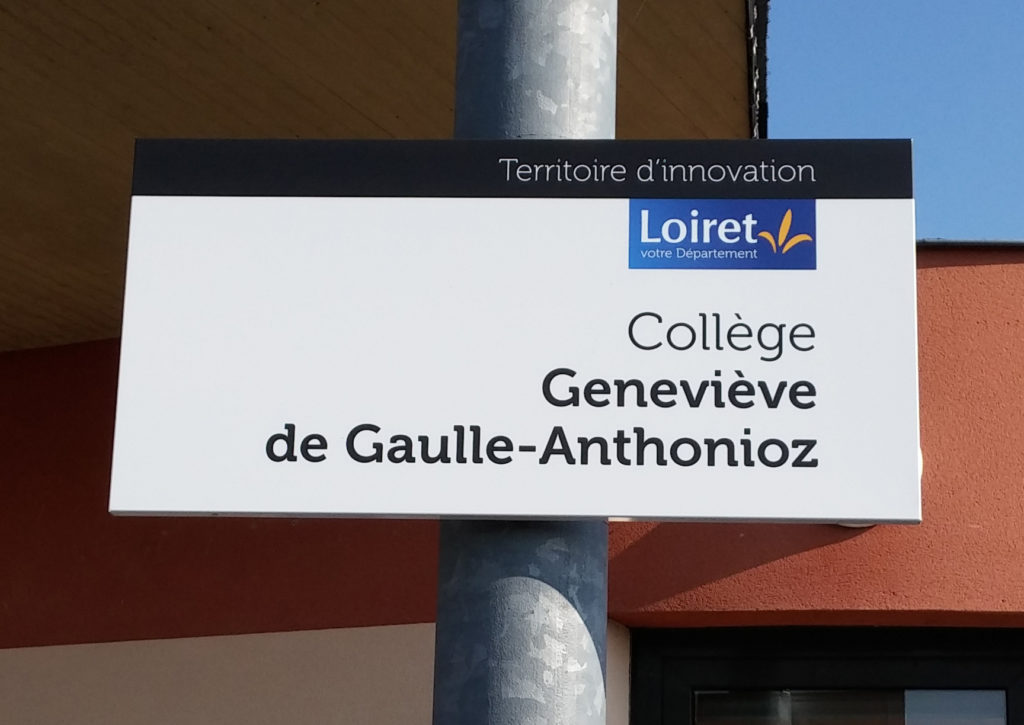 Territoire d'innovation
Loiret
votre Département
Collège
Geneviève
de Gaulle-Anthonioz